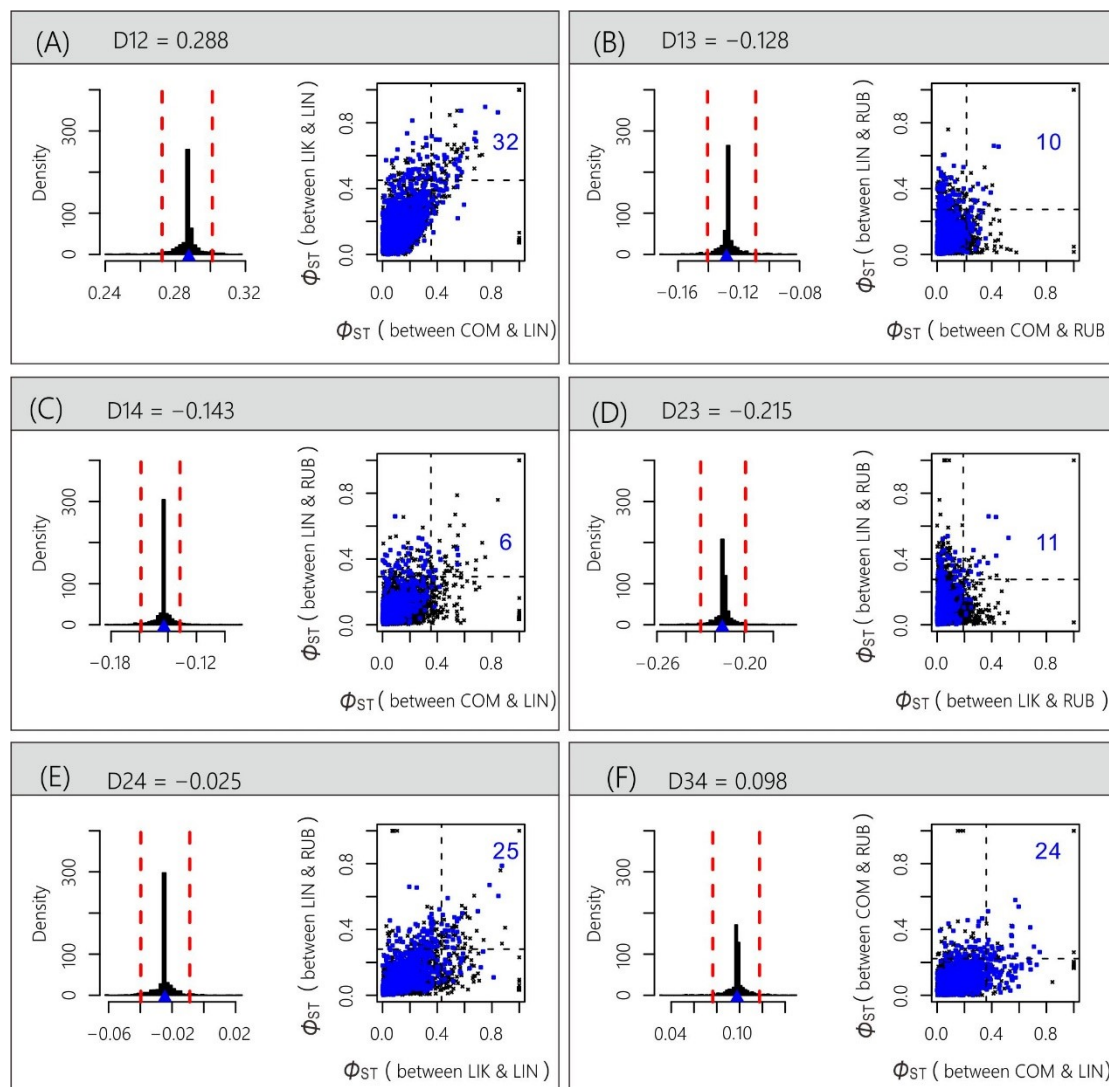 (A) D12 = 0.288
Density
0 100 300
0.24 0.28 0.32
ϕST ( between LIK & LIN)
0.0 0.4 0.8
32
0.0 0.4 0.8
ϕST ( between COM & LIN)
(B) D13 = −0.128
Density
0 100 300
−0.16 −0.12 −0.08
ϕST ( between LIN & RUB)
0.0 0.4 0.8
10
0.0 0.4 0.8
ϕST ( between COM & RUB
(C) D14 = −0.143
Density
0 100 300
−0.18 −0.12
ϕST ( between LIN & RUB )
0.0 0.4 0.8
6
0.0 0.4 0.8
ϕST ( between COM & LIN)
(D) D23 = −0.215
Density
0 100 300
−0.26 −0.20
ϕST ( between LIN & RUB )
0.0 0.4 0.8
11
0.0 0.4 0.8
ϕST ( between LIK & RUB )
(E) D24 = −0.025
Density
0 100 300
−0.06 −0.02 0.02
ϕST ( between LIN & RUB )
0.0 0.4 0.8
25
0.0 0.4 0.8
ϕST ( between LIK & LIN )
(F) D34 = 0.098
Density
0 100 300
0.04 0.10
ϕST ( between COM & RUB )
0.0 0.4 0.8
24
0.0 0.4 0.8
ϕST ( between COM & LIN)